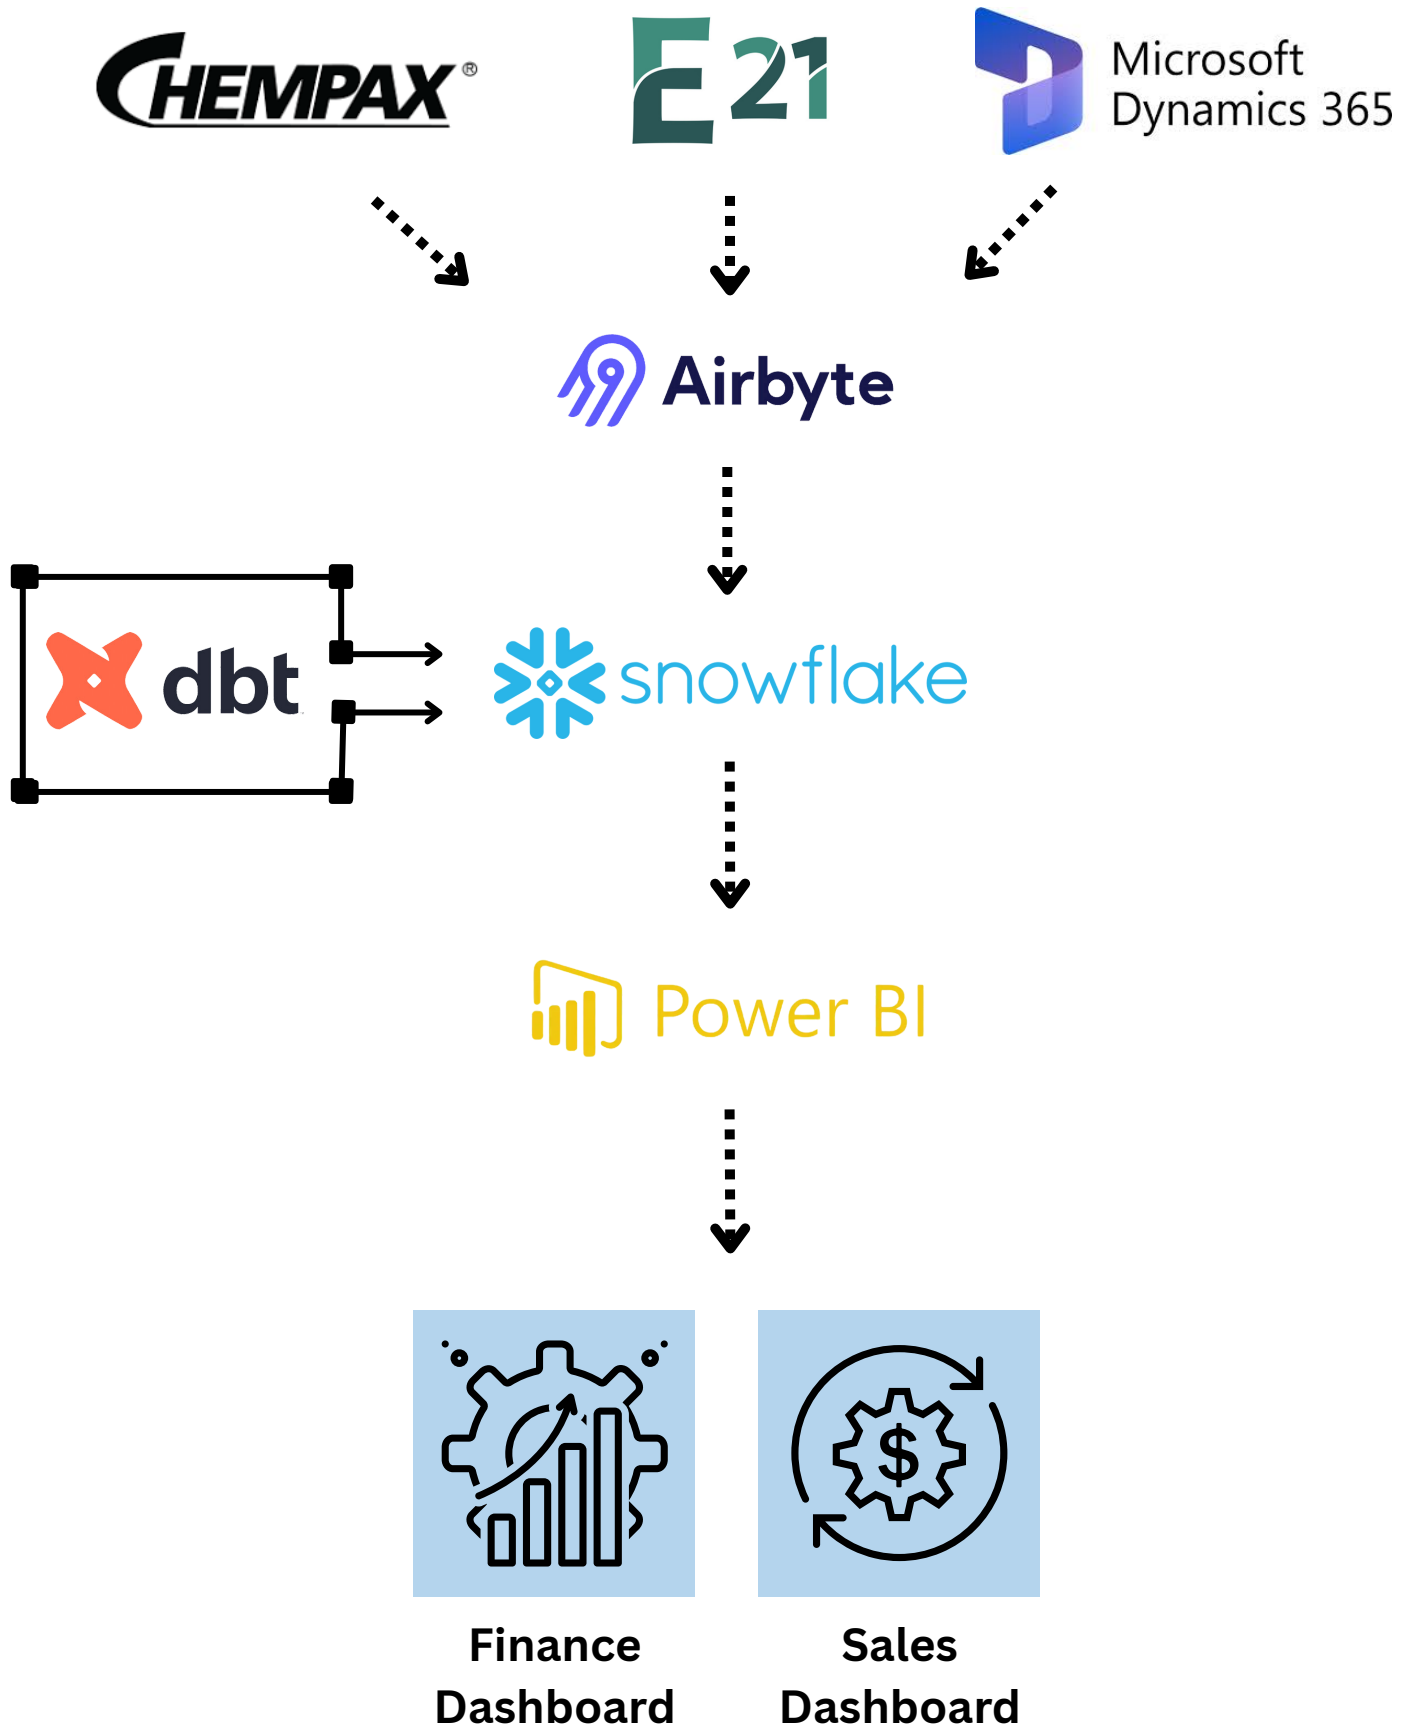 CHEMPAX®
E21
Microsoft
Dynamics 365
Airbyte
dbt
snowflake
Power BI
$
Finance
Dashboard
Sales
Dashboard